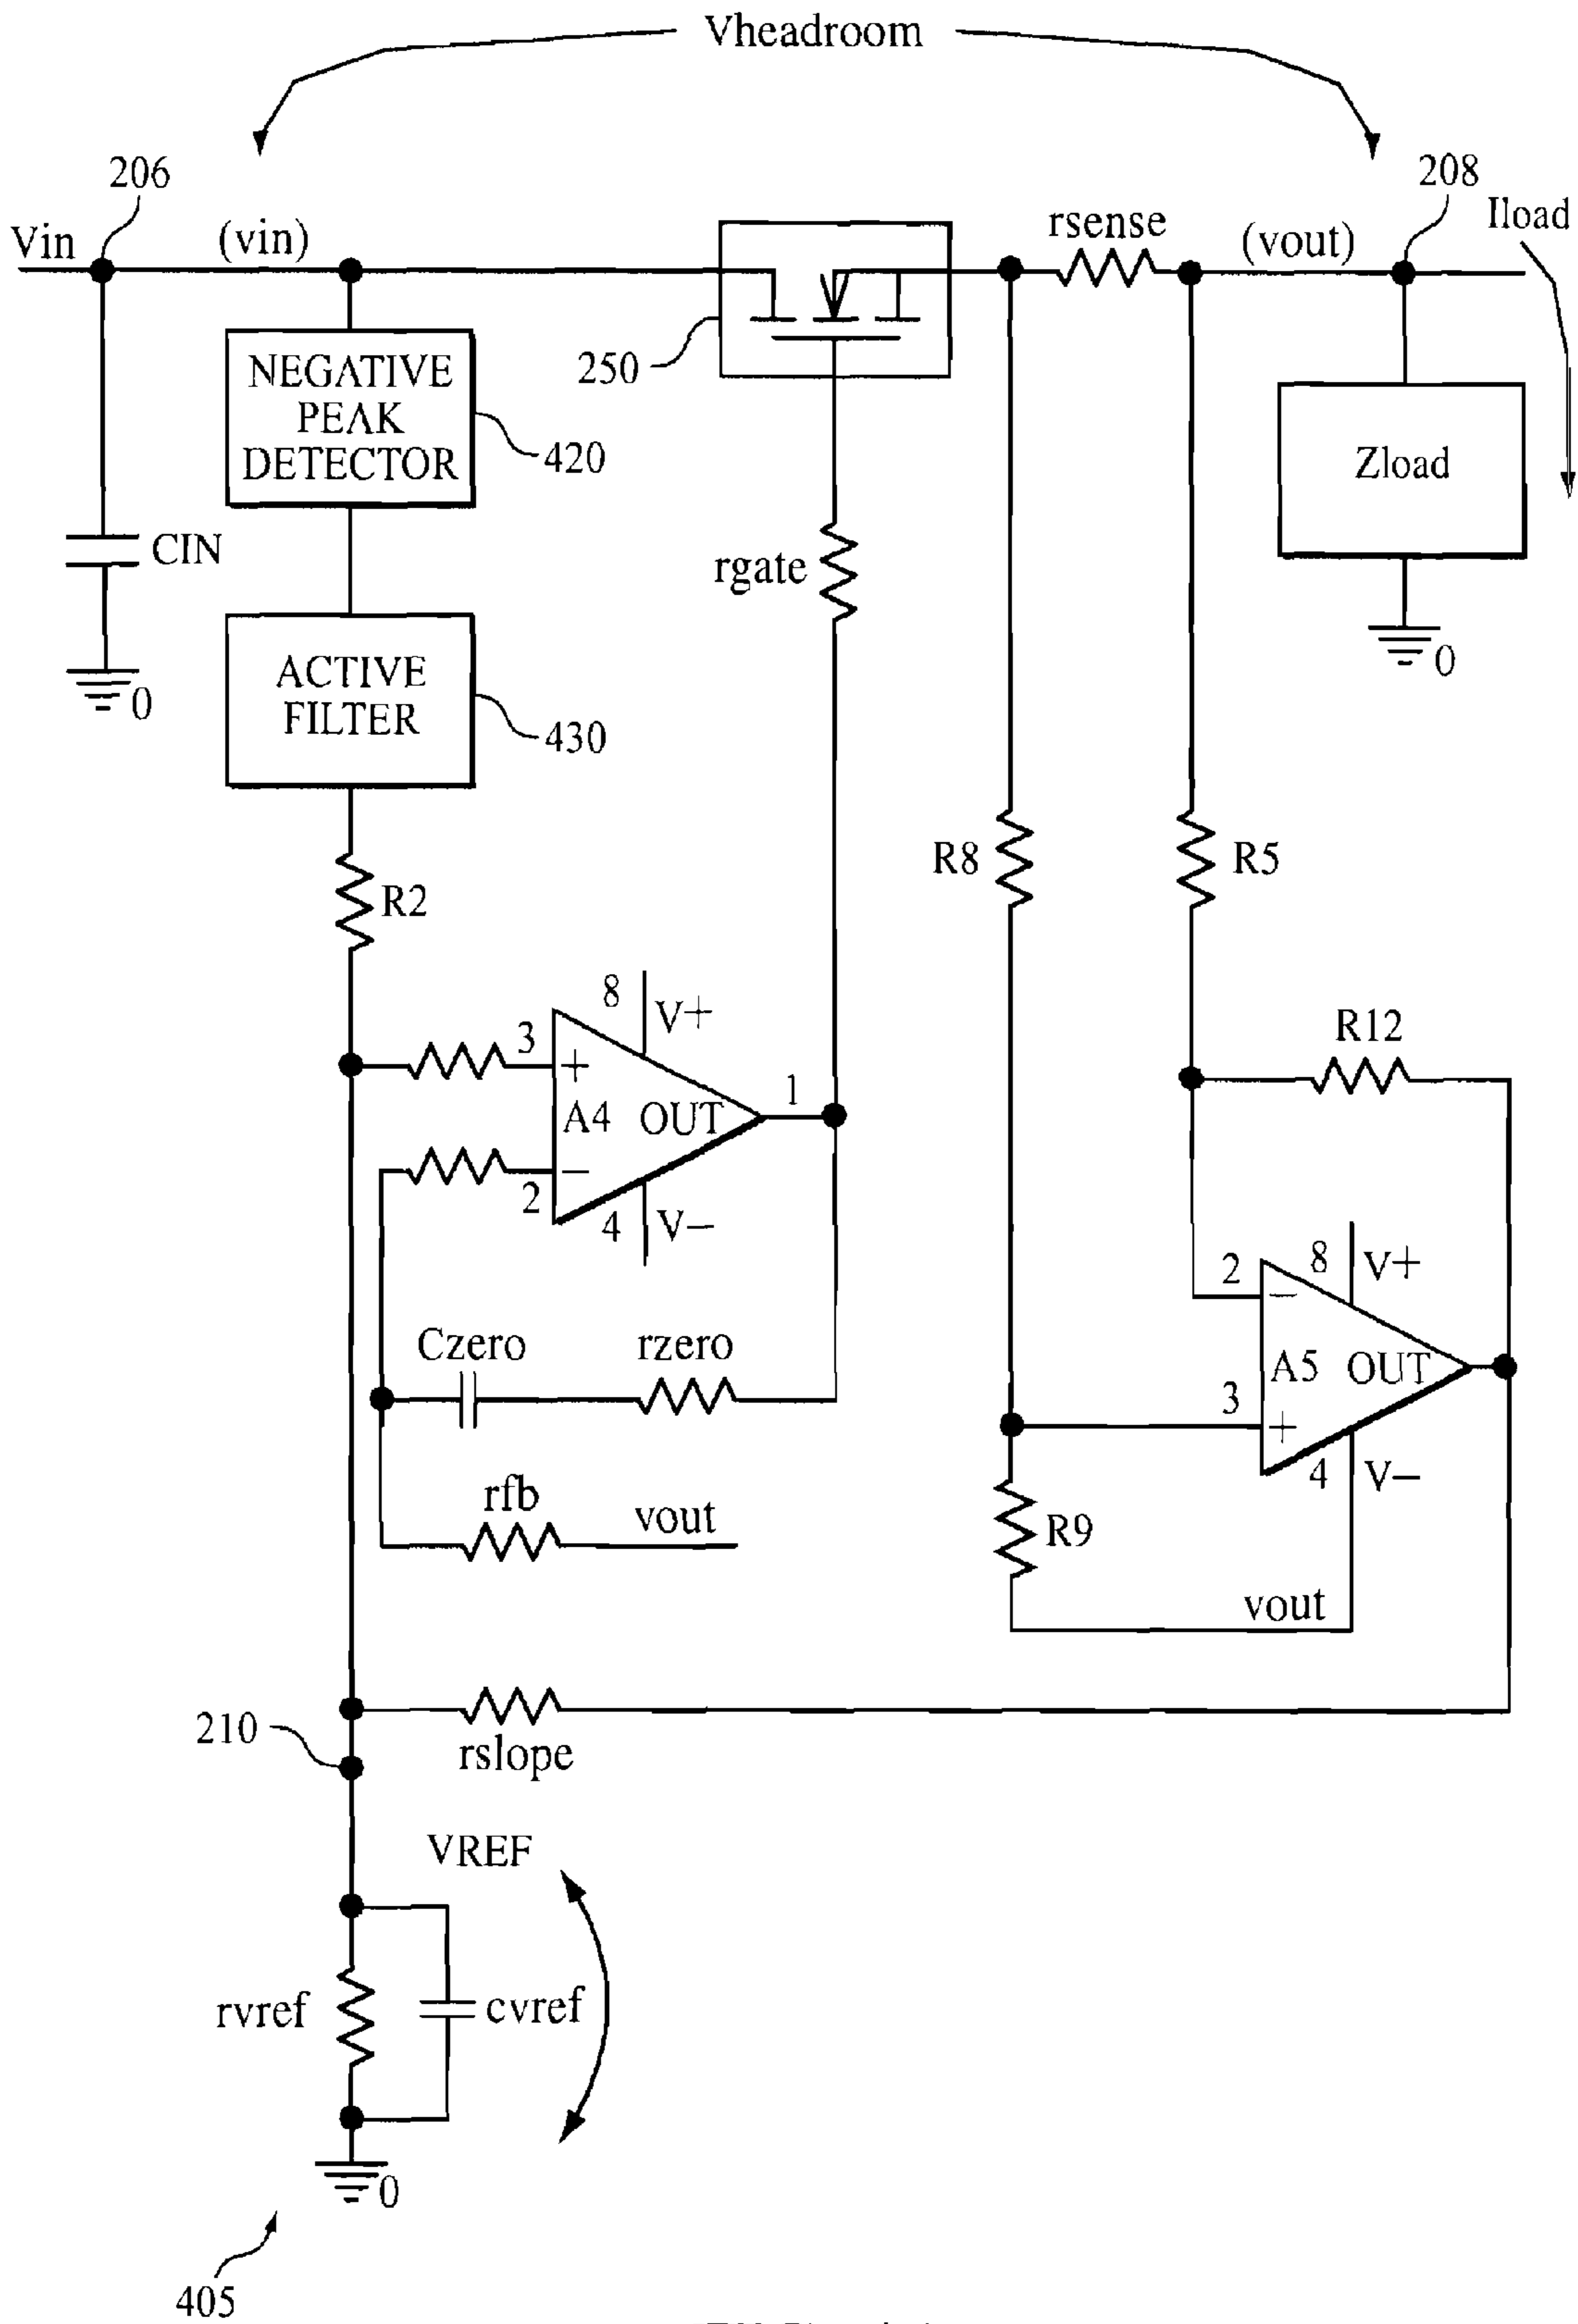 Vheadroom
206
208
Vin
(vin)
rsense
(vout)
Iload
250
NEGATIVE
PEAK
DETECTOR
420
Zload
CIN
rgate
0
0
ACTIVE
FILTER
430
R8
R5
R2
8
V+
3
+
R12
1
A4
OUT
−
2
4
V−
8
V+
2
−
Czero
rzero
A5
OUT
3
+
4
V−
rfb
vout
R9
vout
210
rslope
VREF
rvref
cvref
0
405